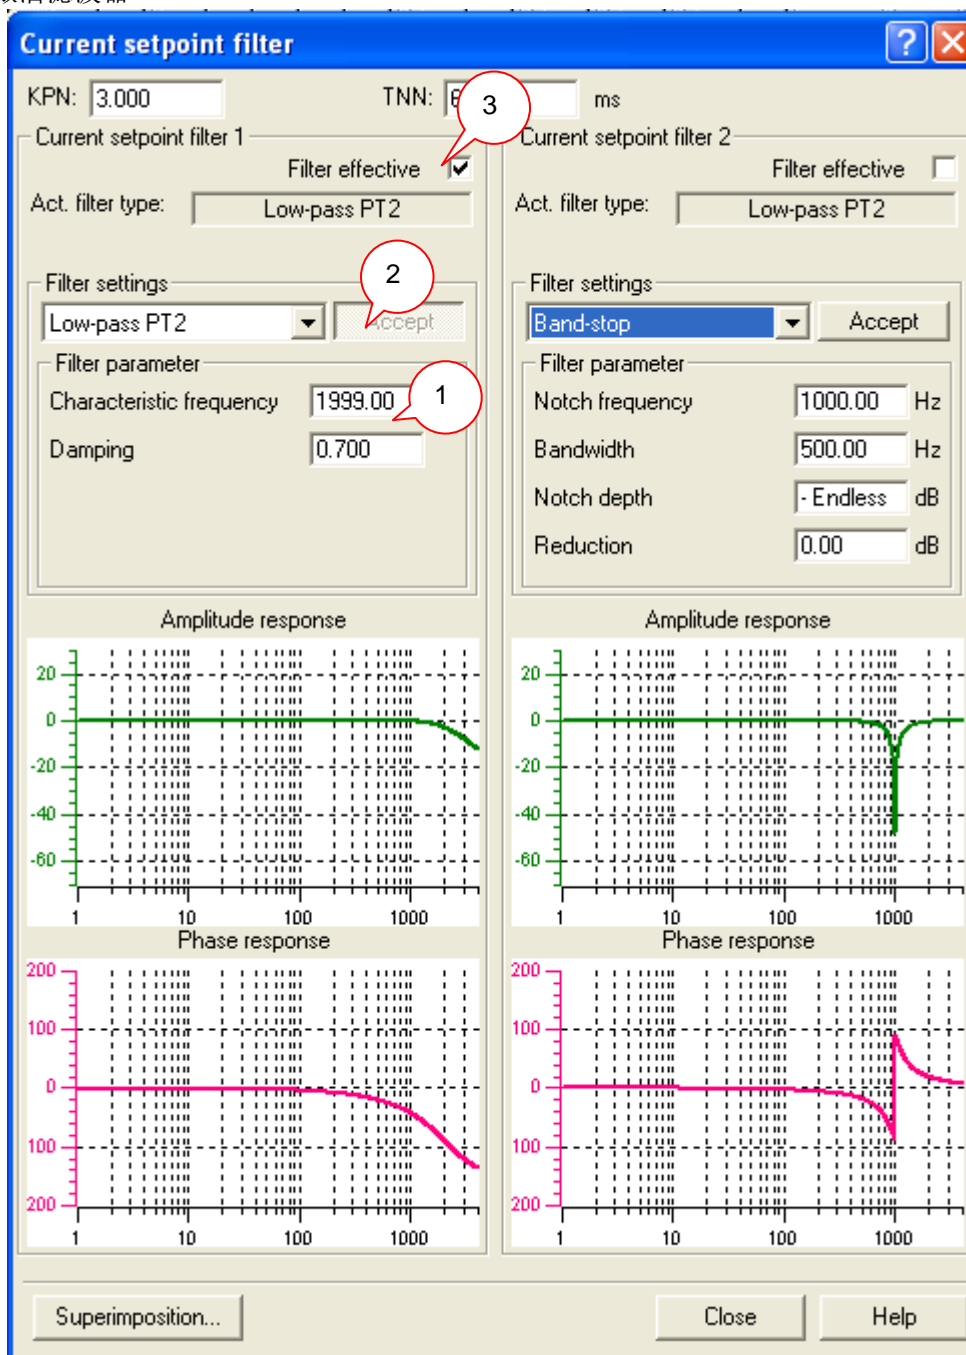 滤波器
Current setpoint filter
KPN: 3.000 TNN: ms
3
Current setpoint filter 1
Filter effective
Act. filter type: Low-pass PT2
2
Filter settings
Low-pass PT2 Accept
Filter parameter
1
Characteristic frequency 1999.00
Damping 0.700
Amplitude response
20
0
-20
-40
-60
1 10 100 1000
Phase response
200
100
0
100
200
1 10 100 1000
Current setpoint filter 2
Filter effective
Act. filter type: Low-pass PT2
Filter settings
Band-stop Accept
Filter parameter
Notch frequency 1000.00 Hz
Bandwidth 500.00 Hz
Notch depth - Endless dB
Reduction 0.00 dB
Amplitude response
20
0
-20
-40
-60
1 10 100 1000
Phase response
200
100
0
100
200
1 10 100 1000
Superimposition... Close Help